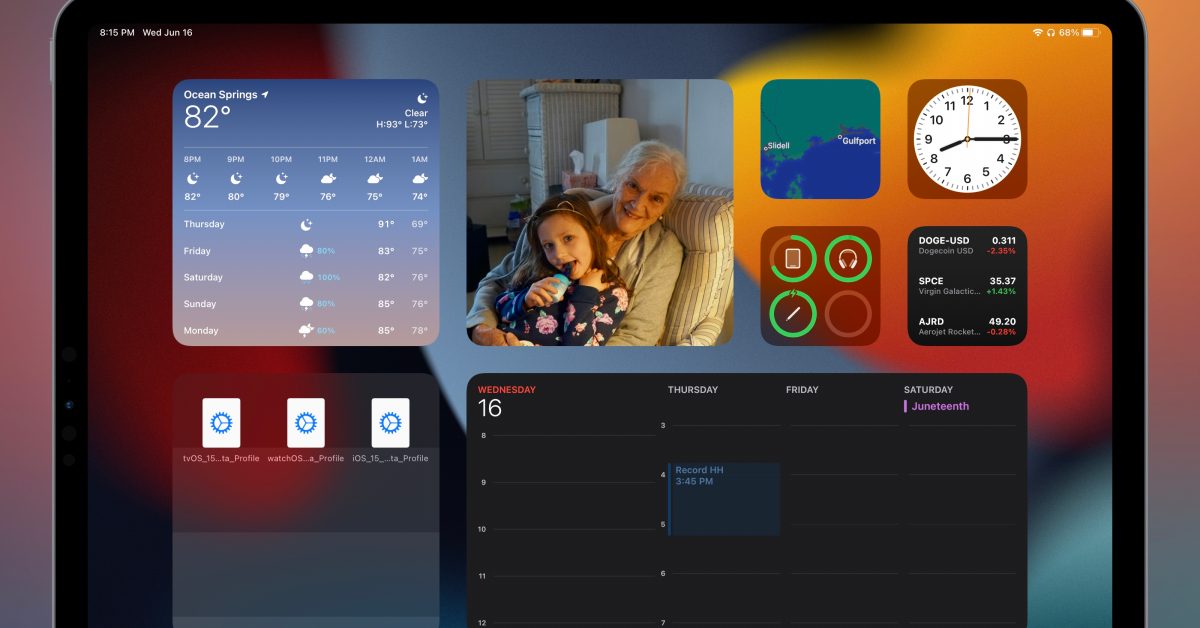 8:15 PM Wed Jun 16
68%
Ocean Springs
82°
Clear
H:93° L:73°
8PM 9PM 10PM 11PM 12AM 1AM
82° 80° 79° 76° 75° 74°
Thursday 91° 69°
Friday 80% 83° 75°
Saturday 100% 82° 76°
Sunday 80% 85° 76°
Monday 60% 85° 78°
Slidell
Gulfport
12
11 1
10 2
9 3
8 4
7 5
6
DOGE-USD 0.311
Dogecoin USD -2.35%
SPCE 35.37
Virgin Galactic... +1.43%
AJRD 49.20
Aerojet Rocket... -0.28%
tvOS_15...ta_Profile watchOS...a_Profile iOS_15_...ta_Profile
WEDNESDAY
16
8
9
10
11
12
THURSDAY FRIDAY SATURDAY
Juneteenth
3
4
5
6
7
Record HH
3:45 PM